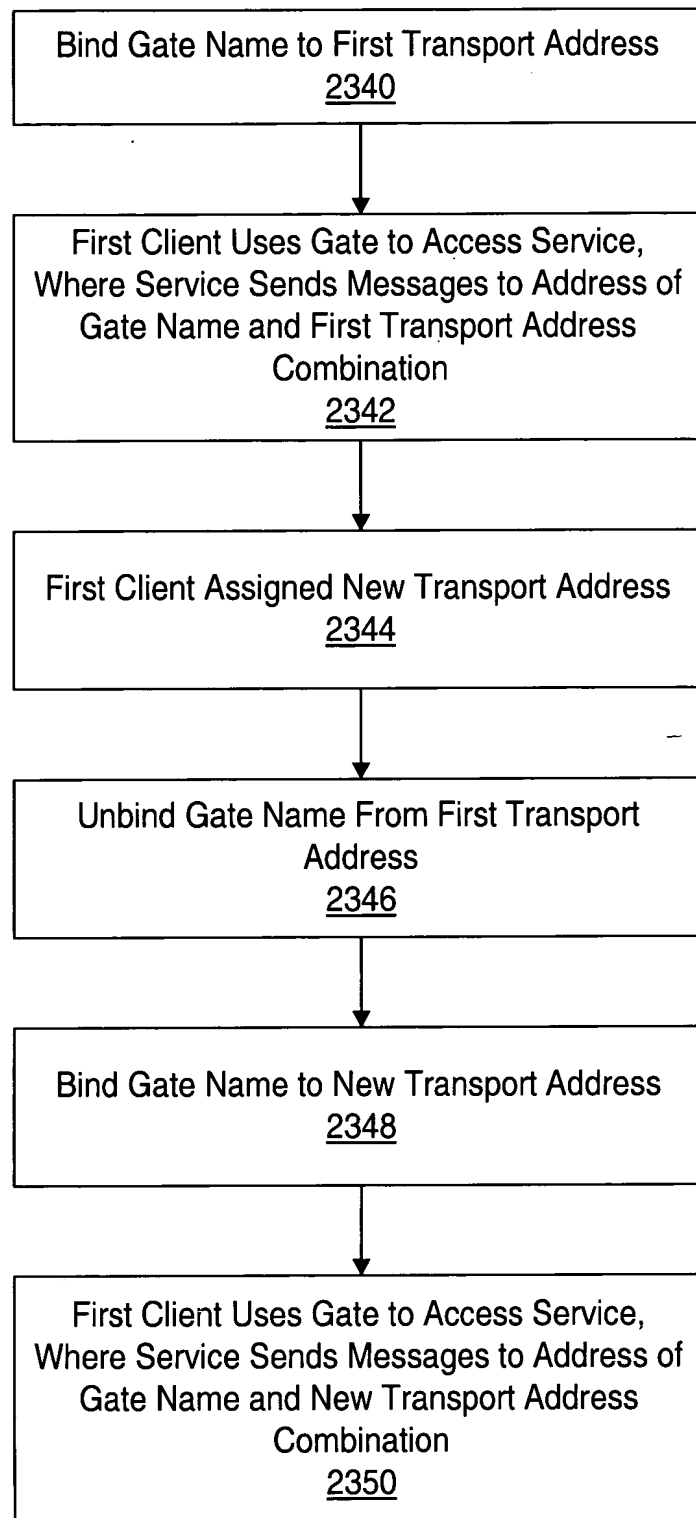 Bind Gate Name to First Transport Address
2340
First Client Uses Gate to Access Service,
Where Service Sends Messages to Address of
Gate Name and First Transport Address
Combination
2342
First Client Assigned New Transport Address
2344
Unbind Gate Name From First Transport
Address
2346
Bind Gate Name to New Transport Address
2348
First Client Uses Gate to Access Service,
Where Service Sends Messages to Address of
Gate Name and New Transport Address
Combination
2350